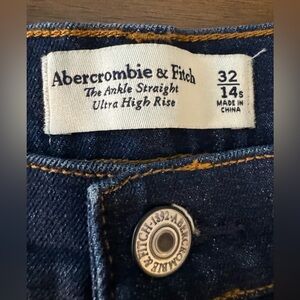 Abercrombie & Fitch
The Ankle Straight
Ultra High Rise
32
14s
MADE IN
CHINA
ABERCROMBIE & FITCH · 1892 ·